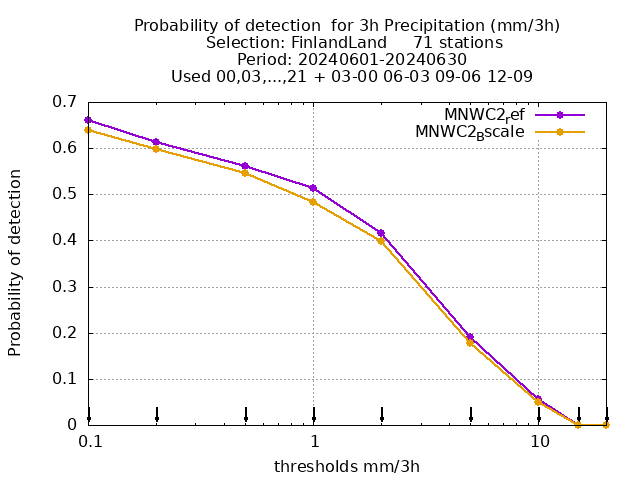 Probability of detection  for 3h Precipitation (mm/3h)
Selection: FinlandLand     71 stations
Period: 20240601-20240630
Used 00,03,...,21 + 03-00 06-03 09-06 12-09
MNWC2ref
MNWC2Bscale
0.7
0.6
0.5
0.4
0.3
0.2
0.1
0
Probability of detection
0.1 1 10
thresholds mm/3h